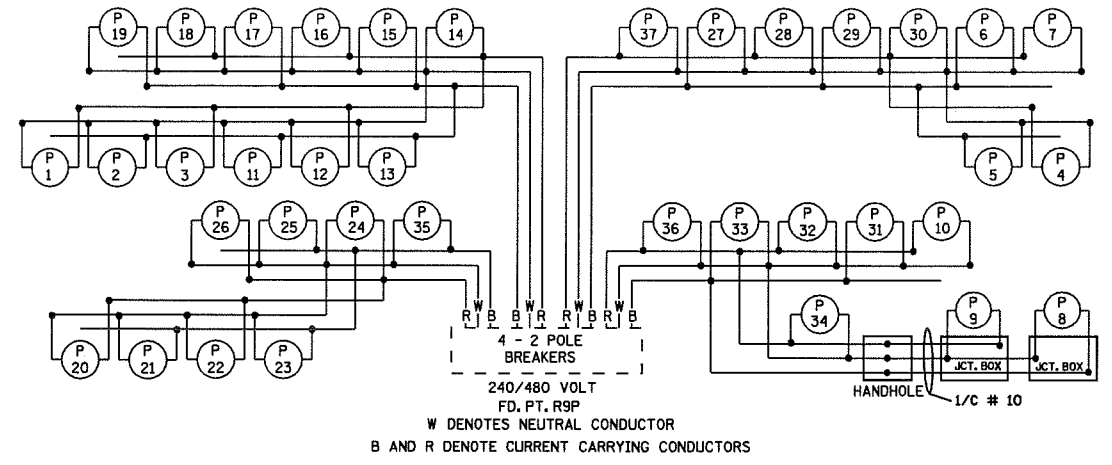 P 19 P 18 P 17 P 16 P 15 P 14 P 37 P 27 P 28 P 29 P 30 P 6 P 7
P 1 P 2 P 3 P 11 P 12 P 13 P 5 P 4
P 26 P 25 P 24 P 35 P 36 P 33 P 32 P 31 P 10
R W B B W R R W B R W B
P 34 P 9 P 8
P 20 P 21 P 22 P 23
4 - 2 POLE
BREAKERS
JCT. BOX JCT. BOX
HANDHOLE
1/C # 10
240/480 VOLT
FD. PT. R9P
W DENOTES NEUTRAL CONDUCTOR
B AND R DENOTE CURRENT CARRYING CONDUCTORS